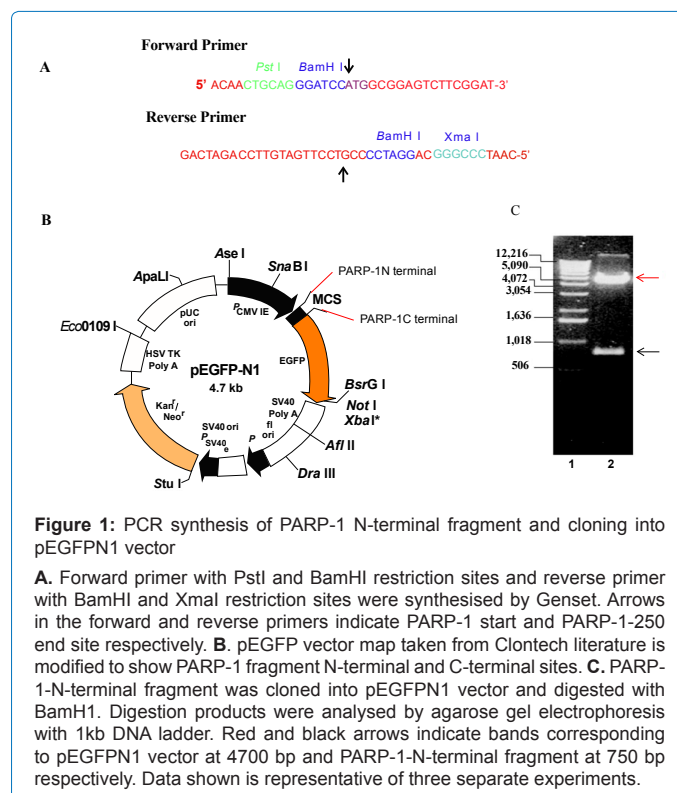 Forward Primer
A
Pst I BamH I
5' ACAACTGCAGGGATCCATGGCGGAGTCTTCGGAT-3'
Reverse Primer
BamH I Xma I
GACTAGACCTTGTAGTTCCTGCCCCTAGGACGGGCCCTAAC-5'
B
C
Ase I
SnaB I
ApaLI
PARP-1N terminal
MCS
PARP-1C terminal
pUC
ori
PCMV IE
Eco0109 I
HSV TK
Poly A
pEGFP-N1
4.7 kb
EGFP
BsrG I
Not I
XbaI*
Kanr/
Neor
SV40 ori
P
SV40
e
P
SV40
Poly A
fl
ori
Afl II
Dra III
Stu I
12,216
5,090
4,072
3,054
1,636
1,018
506
1 2
Figure 1: PCR synthesis of PARP-1 N-terminal fragment and cloning into
pEGFPN1 vector
A. Forward primer with PstI and BamHI restriction sites and reverse primer
with BamHI and XmaI restriction sites were synthesised by Genset. Arrows
in the forward and reverse primers indicate PARP-1 start and PARP-1-250
end site respectively. B. pEGFP vector map taken from Clontech literature is
modified to show PARP-1 fragment N-terminal and C-terminal sites. C. PARP-
1-N-terminal fragment was cloned into pEGFPN1 vector and digested with
BamH1. Digestion products were analysed by agarose gel electrophoresis
with 1kb DNA ladder. Red and black arrows indicate bands corresponding
to pEGFPN1 vector at 4700 bp and PARP-1-N-terminal fragment at 750 bp
respectively. Data shown is representative of three separate experiments.